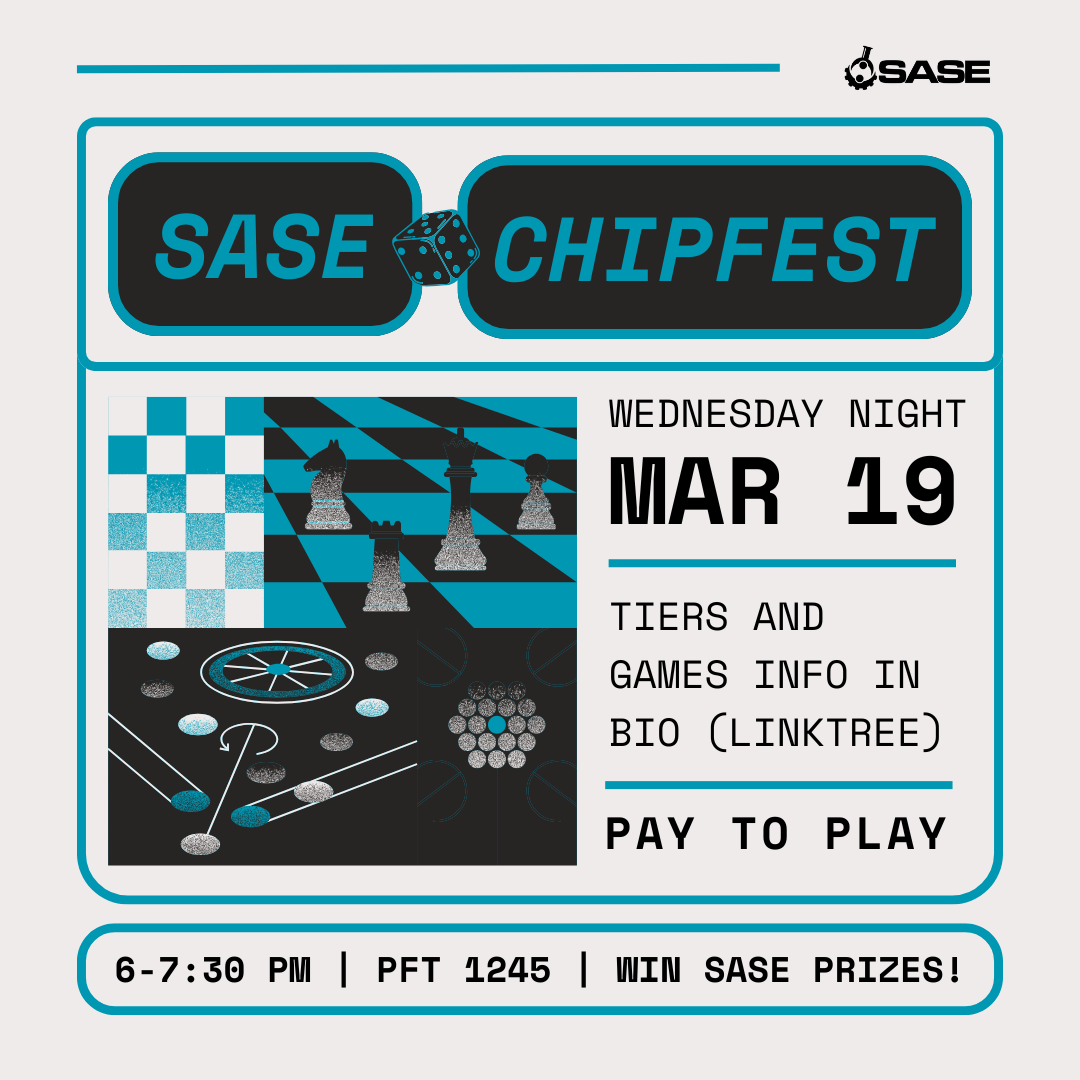 SASE
SASE CHIPFEST
WEDNESDAY NIGHT
MAR 19
TIERS AND
GAMES INFO IN
BIO (LINKTREE)
PAY TO PLAY
6-7:30 PM | PFT 1245 | WIN SASE PRIZES!